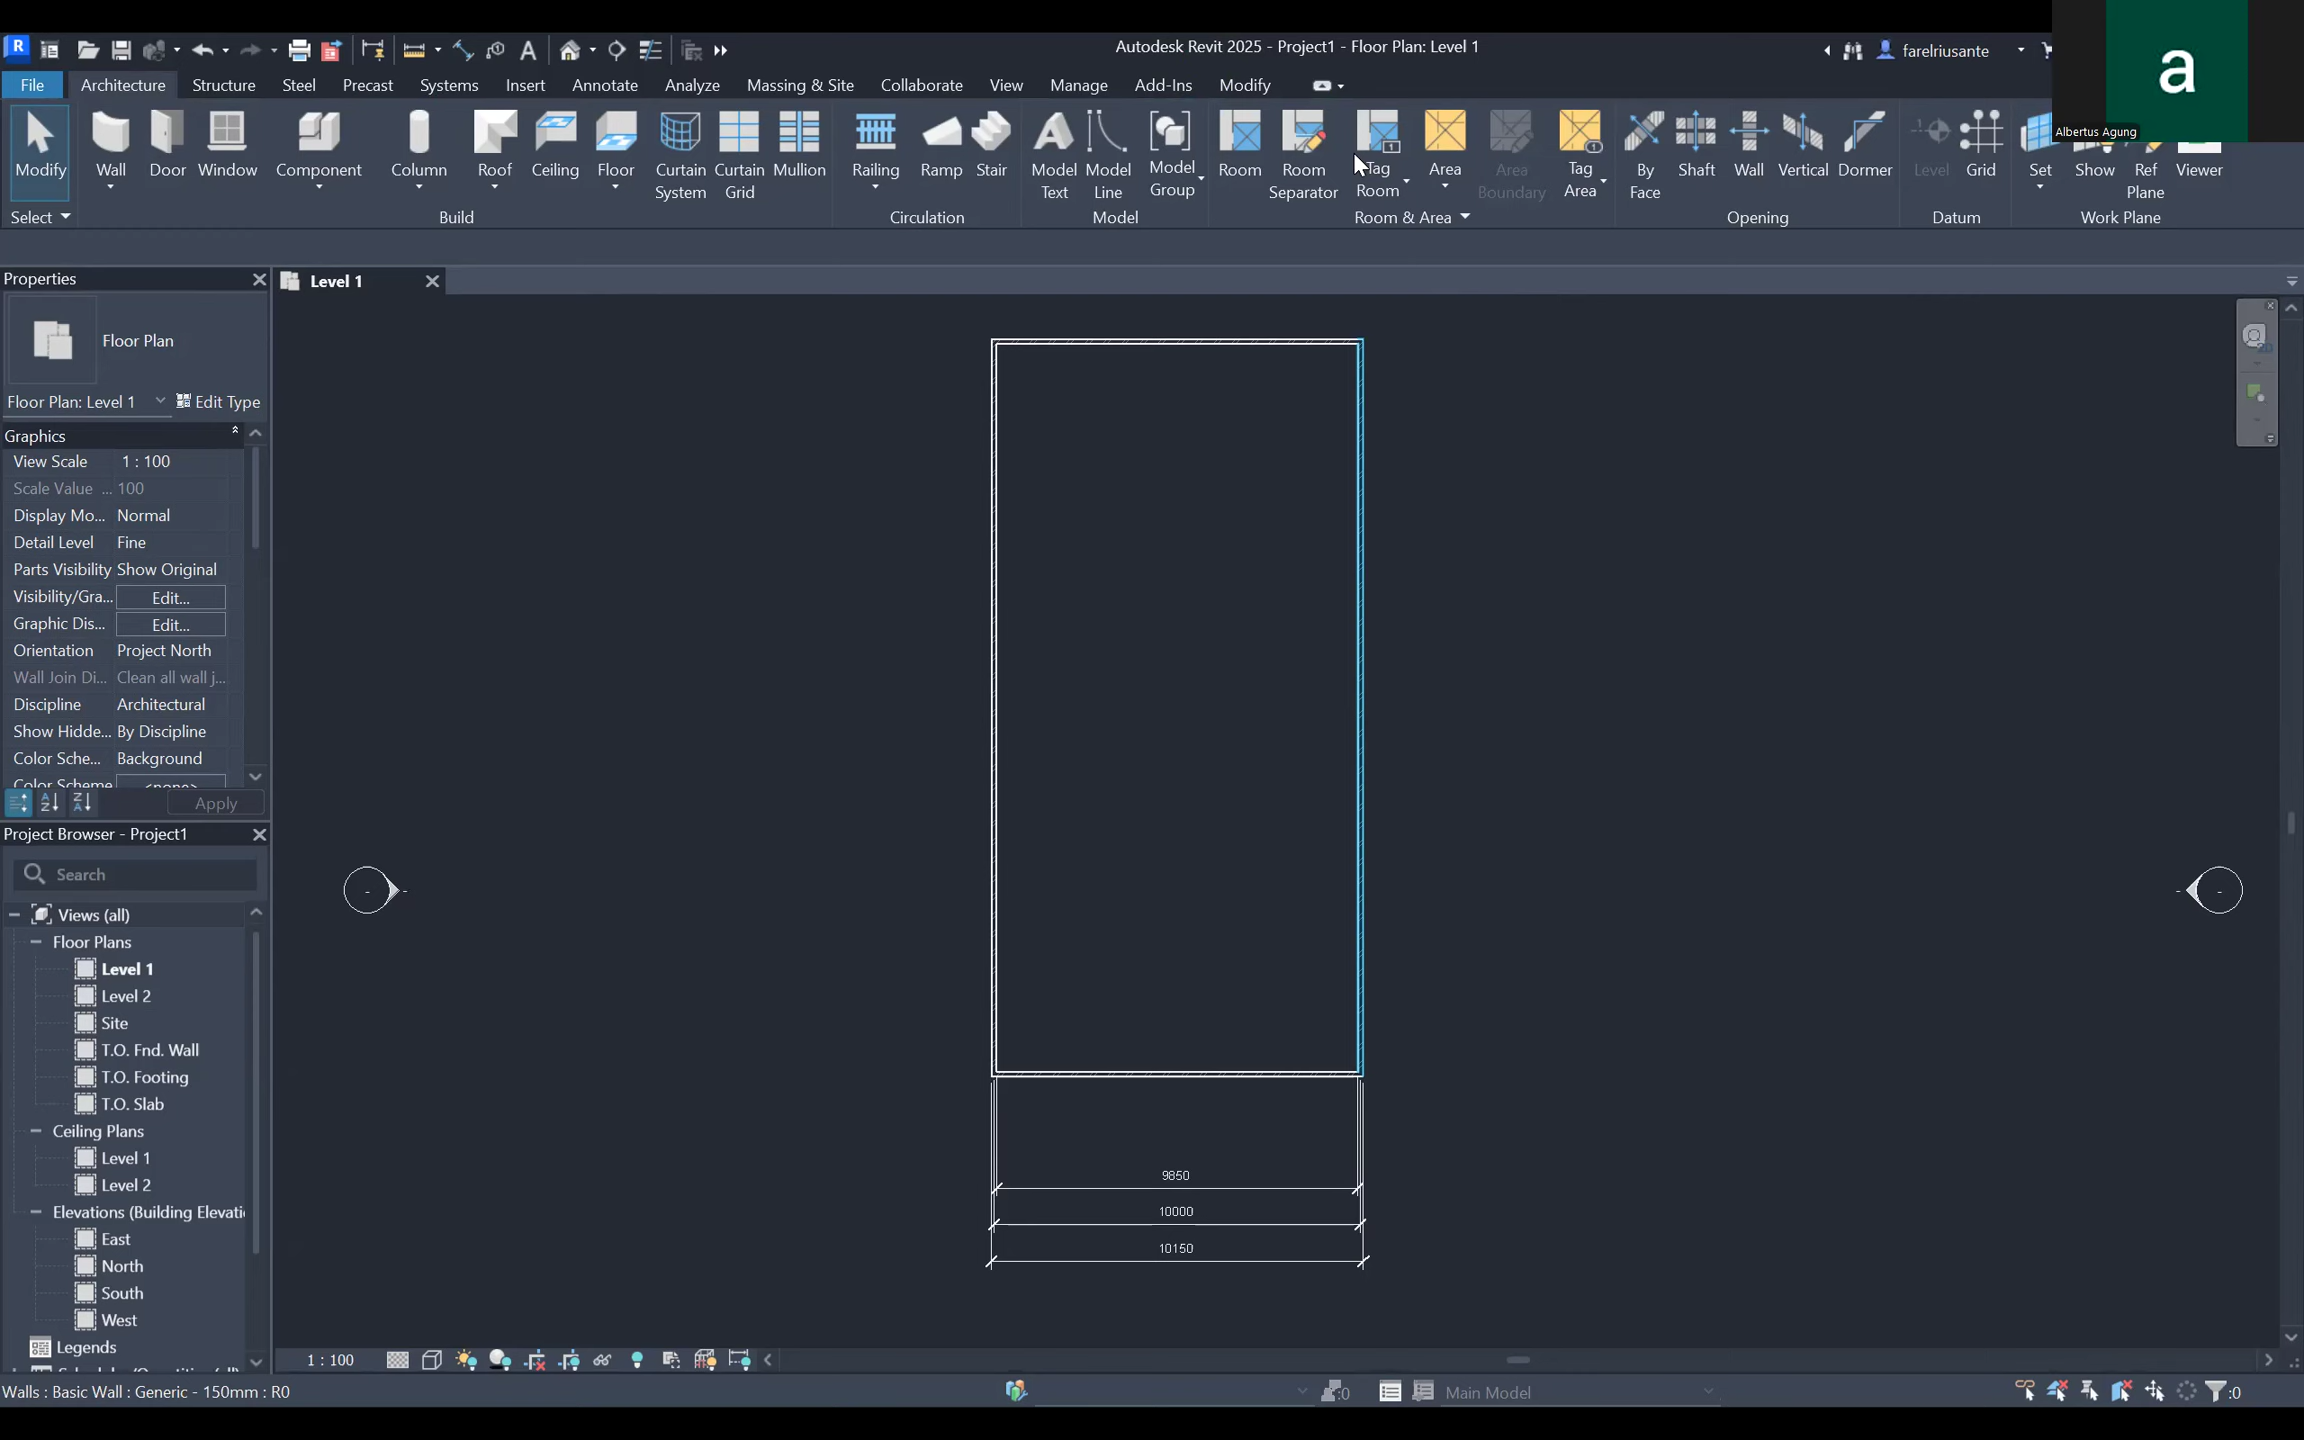 Autodesk Revit 2025 - Project1 - Floor Plan: Level 1
farelriusante
a
Albertus Agung
File Architecture Structure Steel Precast Systems Insert Annotate Analyze Massing & Site Collaborate View Manage Add-Ins Modify
Modify
Wall
Door
Window
Component
Column
Roof
Ceiling
Floor
Curtain System
Curtain Grid
Mullion
Railing
Ramp
Stair
Model Text
Model Line
Model Group
Room
Room Separator
Tag Room
Area
Area Boundary
Tag Area
By Face
Shaft
Wall
Vertical
Dormer
Level
Grid
Set
Show
Ref Plane
Viewer
Select
Build
Circulation
Model
Room & Area
Opening
Datum
Work Plane
Properties
Level 1
Floor Plan
Floor Plan: Level 1
Edit Type
Graphics
View Scale 1 : 100
Scale Value ... 100
Display Mo... Normal
Detail Level Fine
Parts Visibility Show Original
Visibility/Gra... Edit...
Graphic Dis... Edit...
Orientation Project North
Wall Join Di... Clean all wall j...
Discipline Architectural
Show Hidde... By Discipline
Color Sche... Background
Color Scheme <none>
Apply
Project Browser - Project1
Search
Views (all)
Floor Plans
Level 1
Level 2
Site
T.O. Fnd. Wall
T.O. Footing
T.O. Slab
Ceiling Plans
Level 1
Level 2
Elevations (Building Elevati
East
North
South
West
Legends
9850
10000
10150
1 : 100
Walls : Basic Wall : Generic - 150mm : R0
:0
Main Model
:0